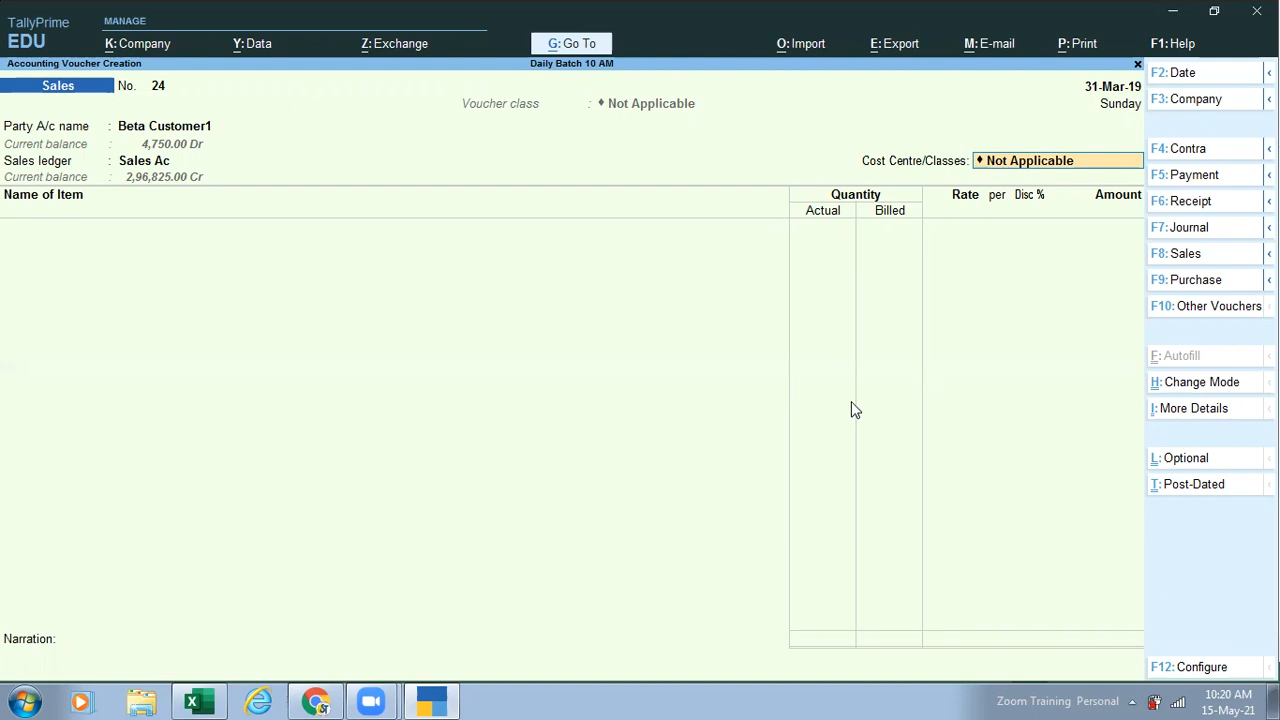 TallyPrime
EDU
MANAGE
K: Company
Y: Data
Z: Exchange
G: Go To
O: Import
E: Export
M: E-mail
P: Print
F1: Help
Accounting Voucher Creation
Daily Batch 10 AM
Sales
No. 24
31-Mar-19
Sunday
Voucher class : ♦ Not Applicable
Party A/c name : Beta Customer1
Current balance : 4,750.00 Dr
Sales ledger : Sales Ac
Current balance : 2,96,825.00 Cr
Cost Centre/Classes: ♦ Not Applicable
Name of Item
Quantity
Rate per Disc % Amount
Actual Billed
Narration:
F2: Date
F3: Company
F4: Contra
F5: Payment
F6: Receipt
F7: Journal
F8: Sales
F9: Purchase
F10: Other Vouchers
F: Autofill
H: Change Mode
I: More Details
L: Optional
T: Post-Dated
F12: Configure
Zoom Training Personal
10:20 AM
15-May-21